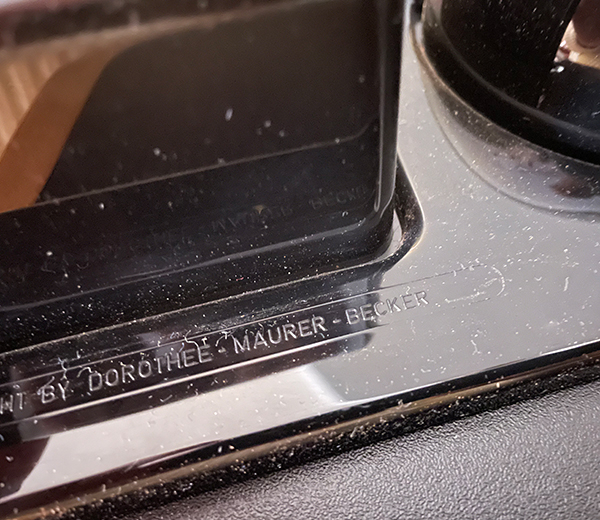 BY DOROTHEE - MAURER - BECKER